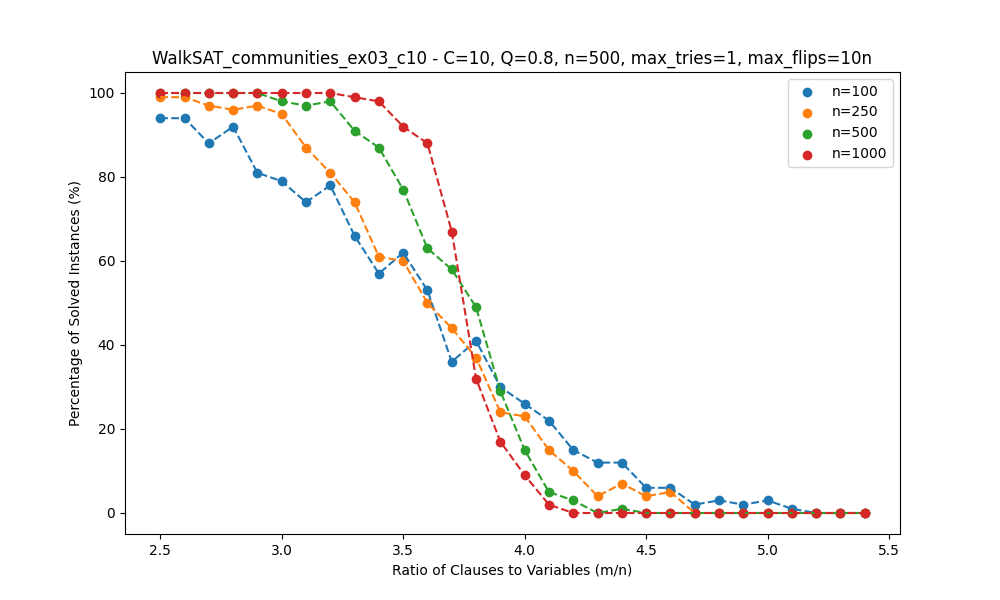 WalkSAT_communities_ex03_c10 - C=10, Q=0.8, n=500, max_tries=1, max_flips=10n
n=100
n=250
n=500
n=1000
Percentage of Solved Instances (%)
100
80
60
40
20
0
2.5 3.0 3.5 4.0 4.5 5.0 5.5
Ratio of Clauses to Variables (m/n)